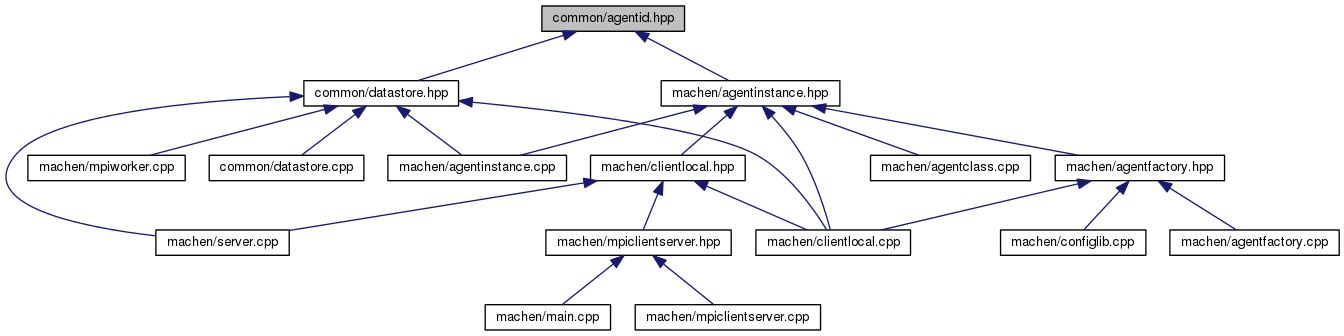 common/agentid.hpp
common/datastore.hpp
machen/agentinstance.hpp
machen/mpiworker.cpp
common/datastore.cpp
machen/agentinstance.cpp
machen/clientlocal.hpp
machen/agentclass.cpp
machen/agentfactory.hpp
machen/server.cpp
machen/mpiclientserver.hpp
machen/clientlocal.cpp
machen/configlib.cpp
machen/agentfactory.cpp
machen/main.cpp
machen/mpiclientserver.cpp